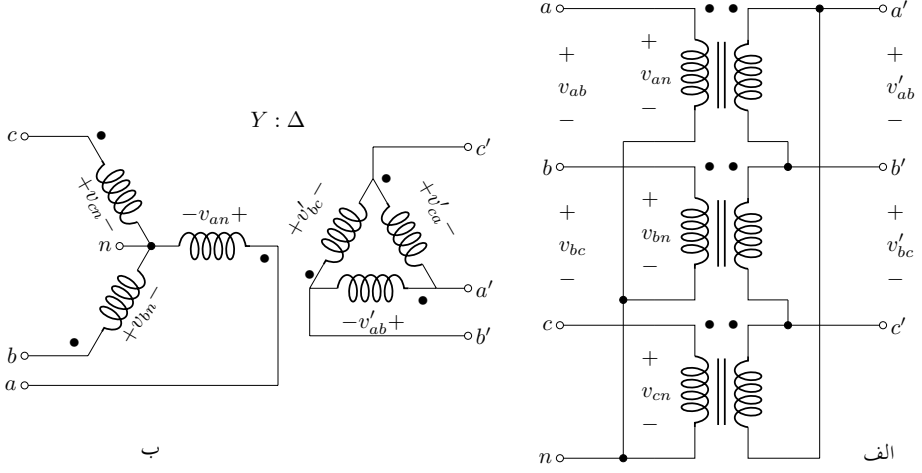 a
a′
+
v_ab
−
+
v_an
−
+
v′_ab
−
b
b′
+
v_bc
−
+
v_bn
−
+
v′_bc
−
c
c′
+
v_cn
−
n
الف
Y : Δ
c
+v_cn−
n
−v_an+
+v_bn−
b
a
c′
+v′_bc−
+v′_ca−
a′
−v′_ab+
b′
ب